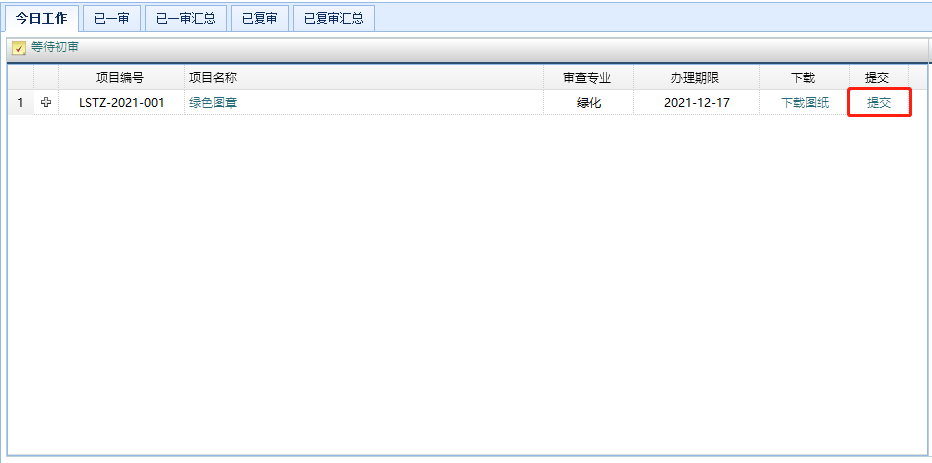 今日工作 已一审 已一审汇总 已复审 已复审汇总
等待初审
项目编号 项目名称 审查专业 办理期限 下载 提交
1 LSTZ-2021-001 绿色图章 绿化 2021-12-17 下载图纸 提交